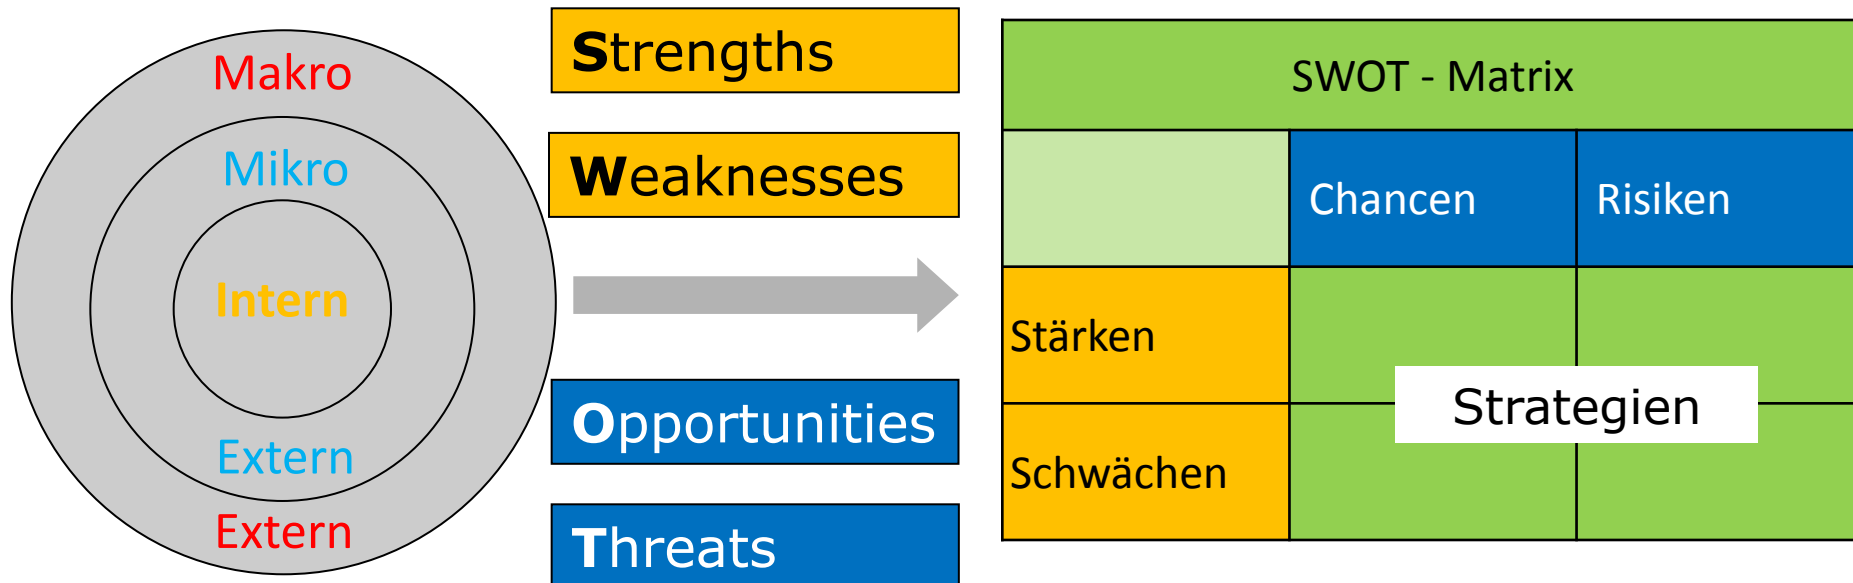 Makro
Mikro
Intern
Extern
Extern
Strengths
Weaknesses
Opportunities
Threats
SWOT - Matrix
Chancen
Risiken
Stärken
Schwächen
Strategien